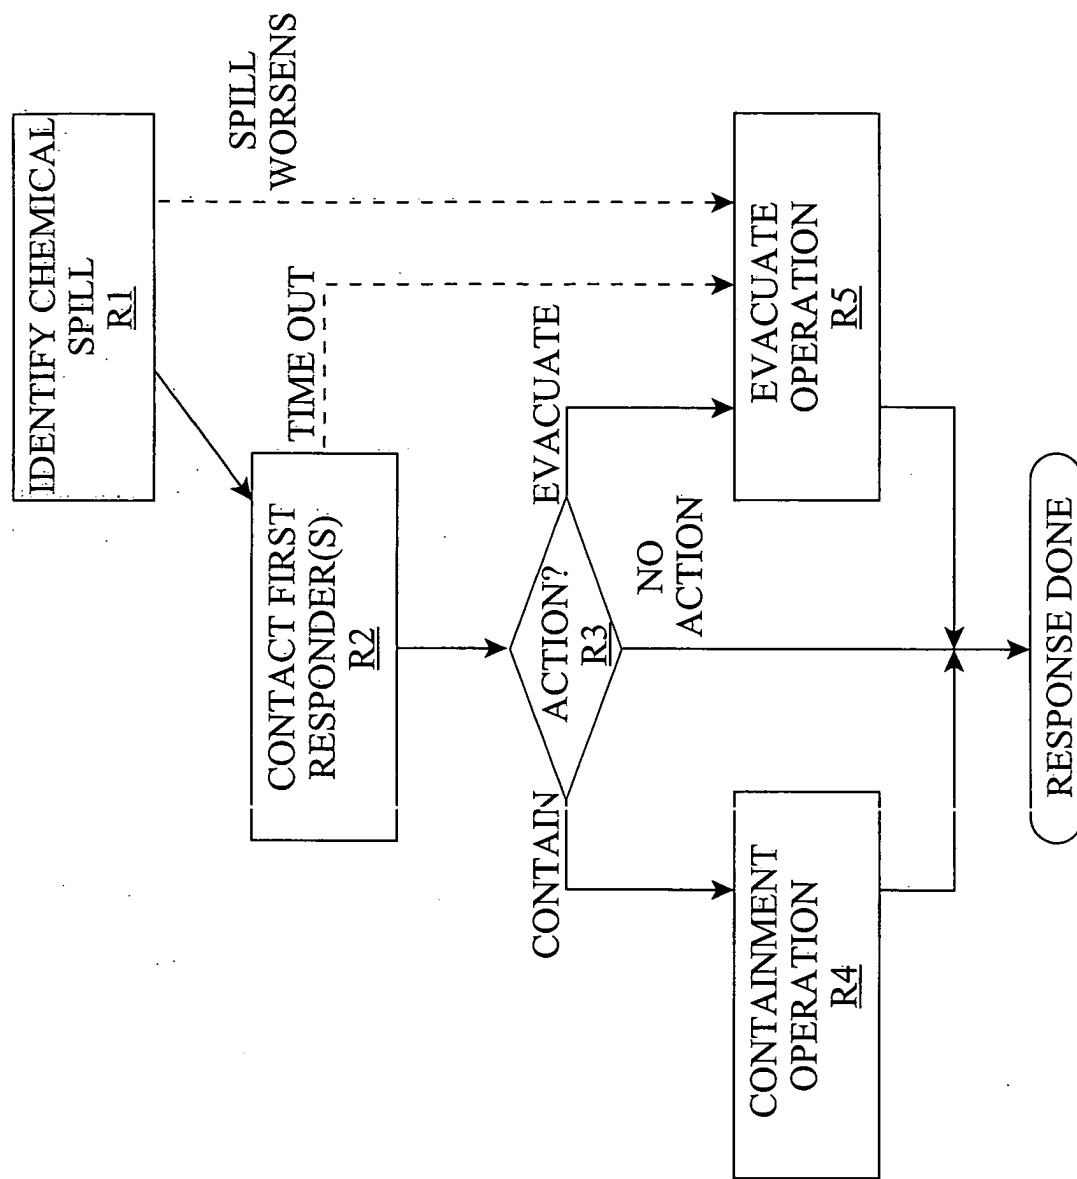 IDENTIFY CHEMICAL
SPILL
R1
SPILL
WORSENS
CONTACT FIRST
RESPONDER(S)
R2
TIME OUT
ACTION?
R3
CONTAIN
EVACUATE
NO
ACTION
CONTAINMENT
OPERATION
R4
EVACUATE
OPERATION
R5
RESPONSE DONE